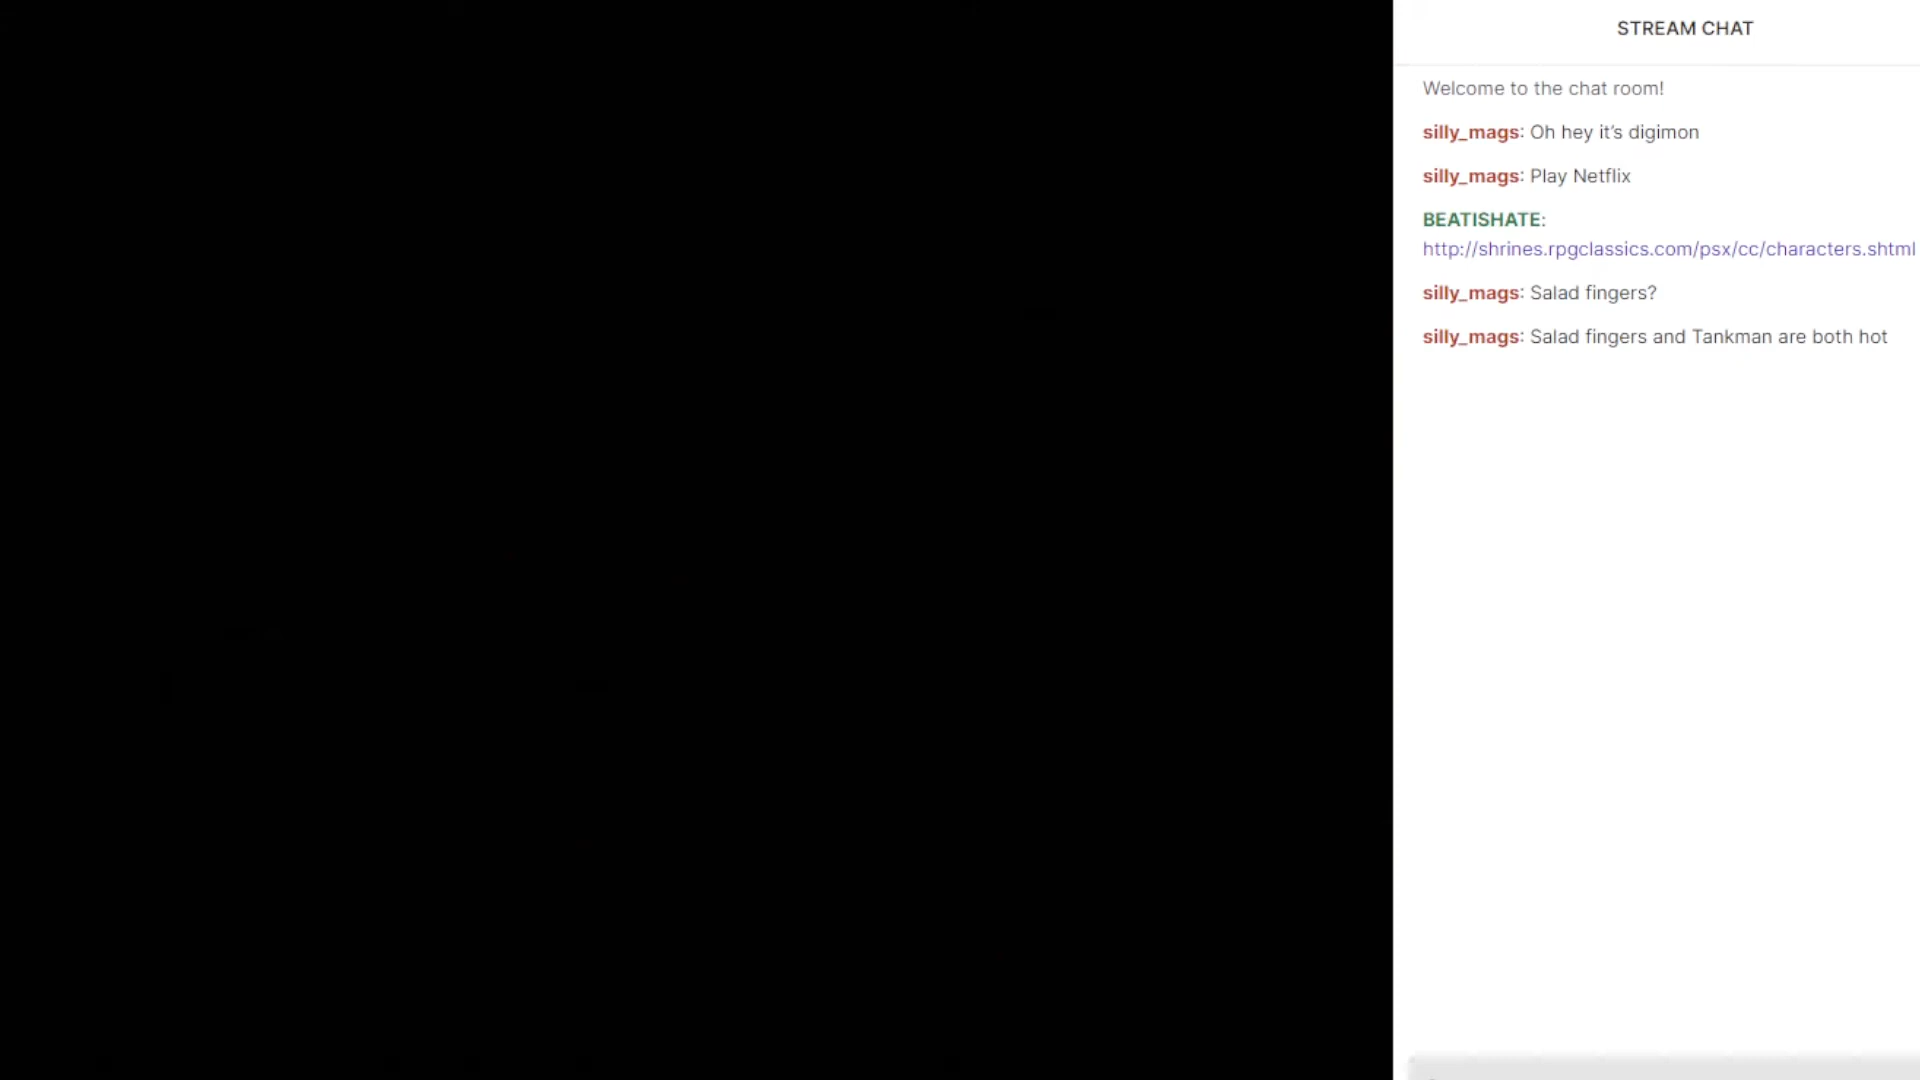 STREAM CHAT
Welcome to the chat room!
silly_mags: Oh hey it's digimon
silly_mags: Play Netflix
BEATISHATE:
http://shrines.rpgclassics.com/psx/cc/characters.shtml
silly_mags: Salad fingers?
silly_mags: Salad fingers and Tankman are both hot